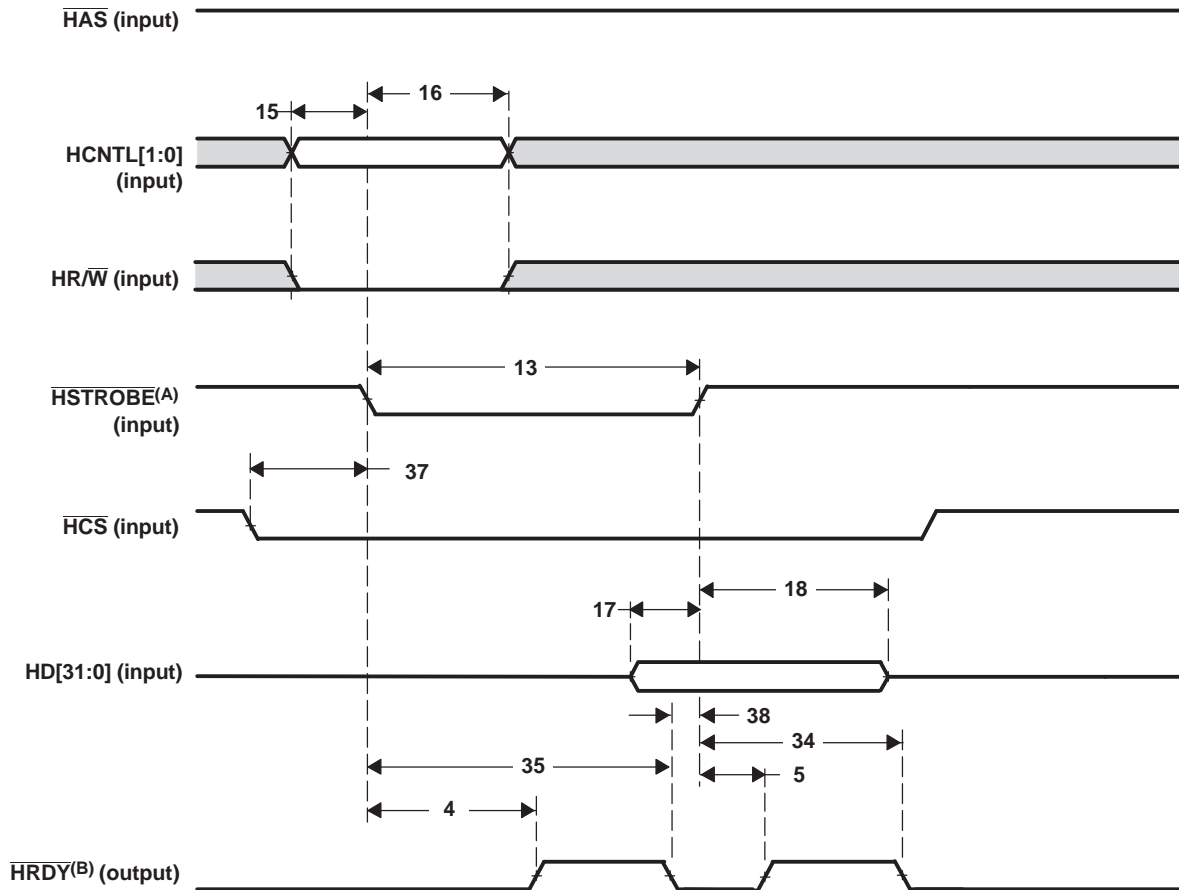 HAS (input)
16
15
HCNTL[1:0]
(input)
HR/W (input)
13
HSTROBE(A)
(input)
37
HCS (input)
18
17
HD[31:0] (input)
38
34
35
5
4
HRDY(B) (output)